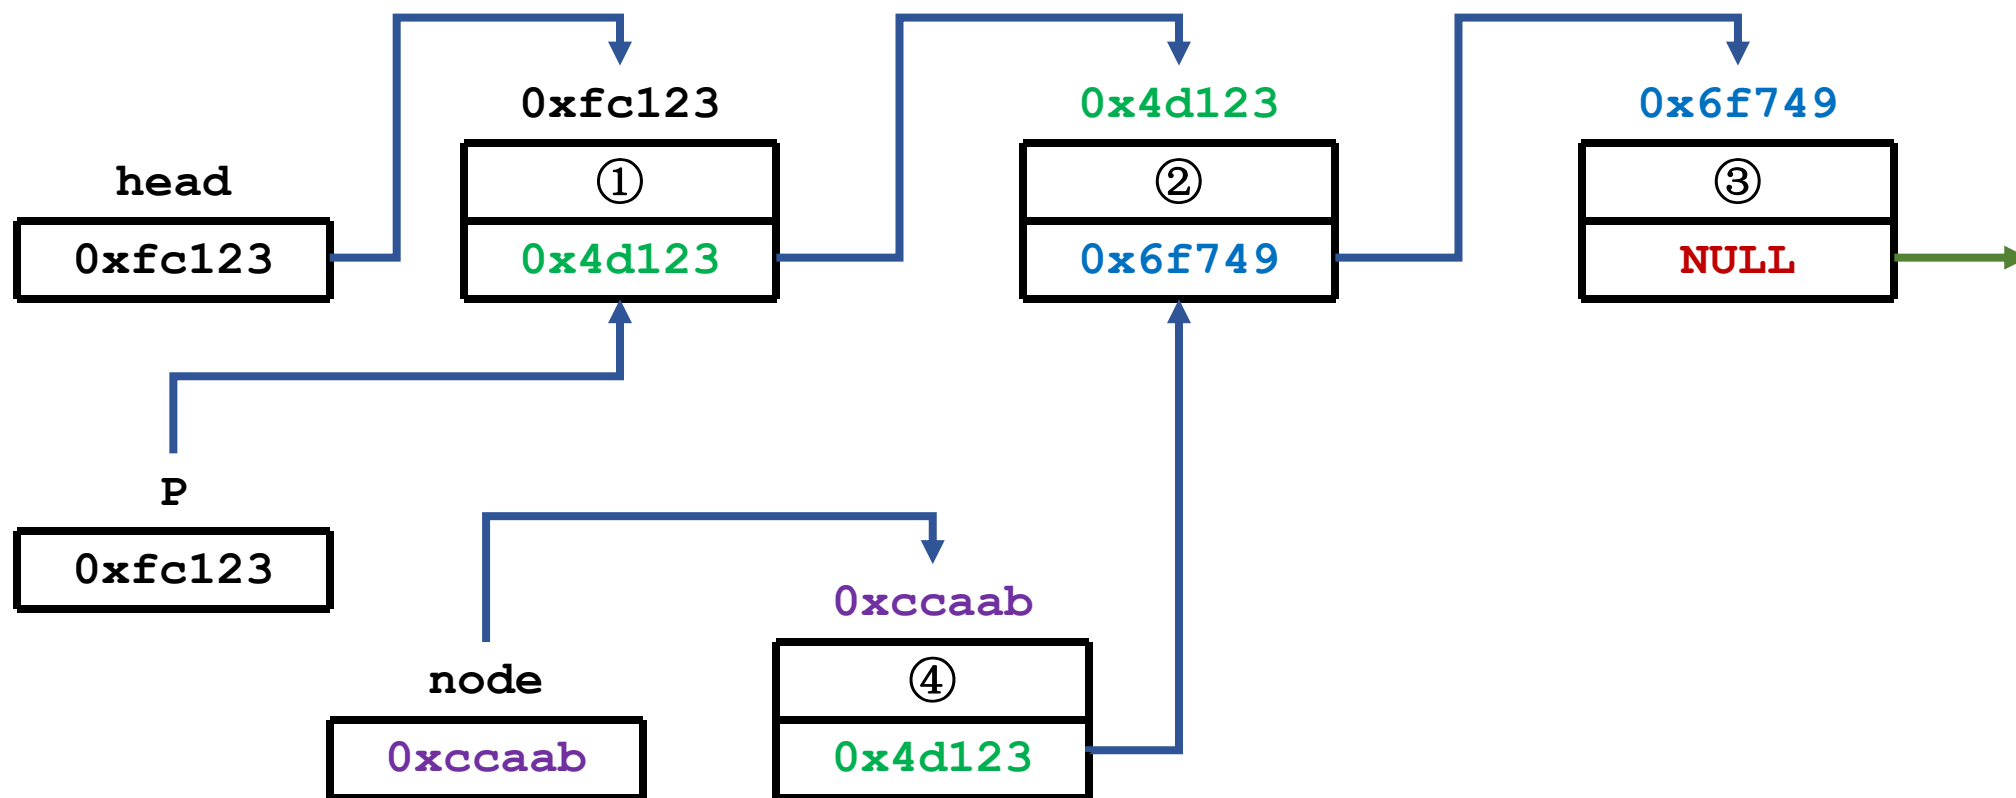 0xfc123 0x4d123 0x6f749
head ① ② ③
0xfc123 0x4d123 0x6f749 NULL
P
0xfc123
0xccaab
node ④
0xccaab 0x4d123